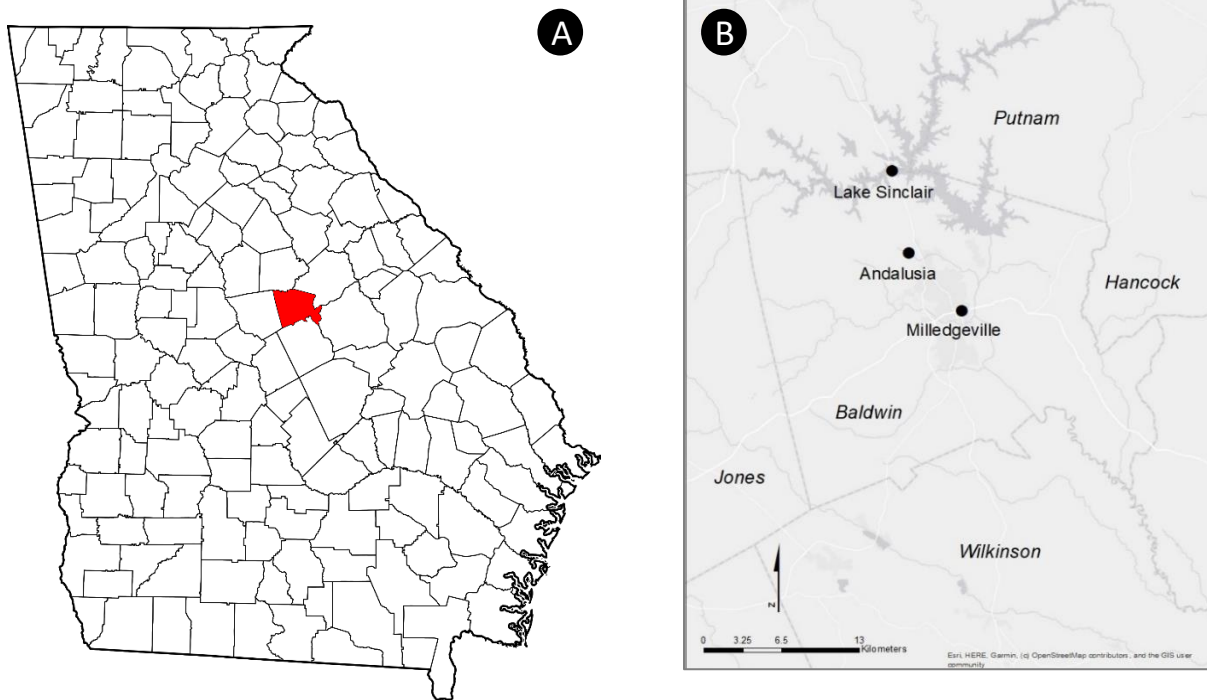 A
B
Putnam
Lake Sinclair
Andalusia
Hancock
Milledgeville
Baldwin
Jones
Wilkinson
N
0 3.25 6.5 13
Kilometers
Esri, HERE, Garmin, (c) OpenStreetMap contributors, and the GIS user
community